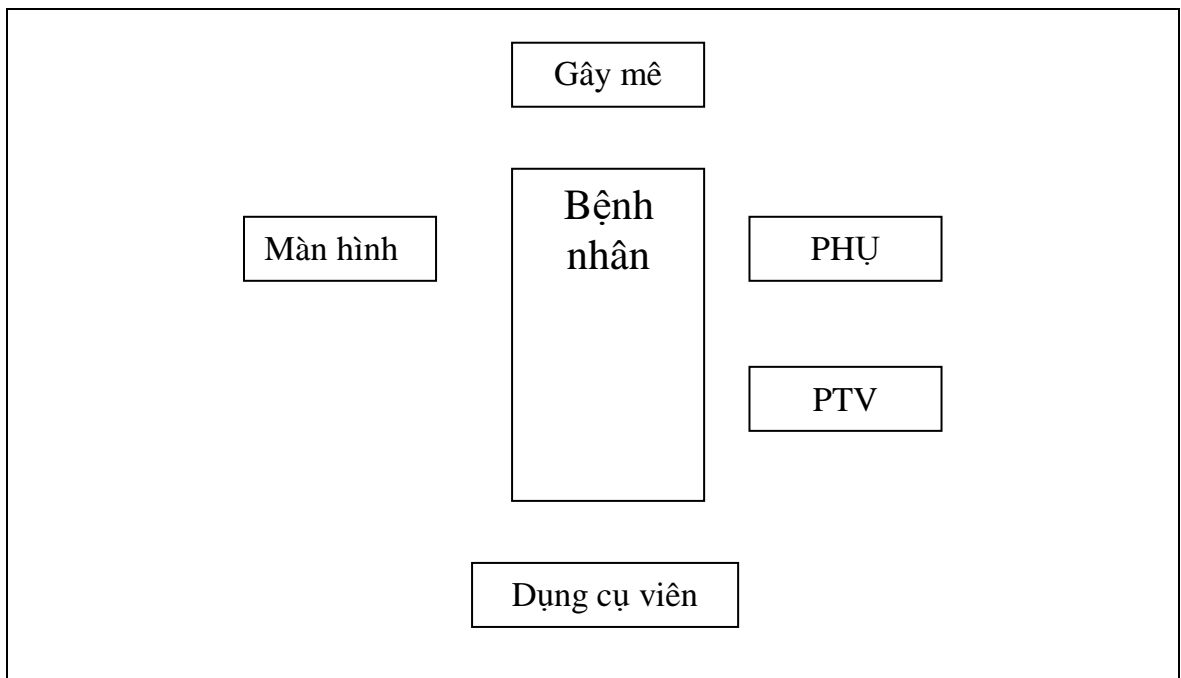 Gây mê
Bệnh
nhân
Màn hình
PHỤ
PTV
Dụng cụ viên